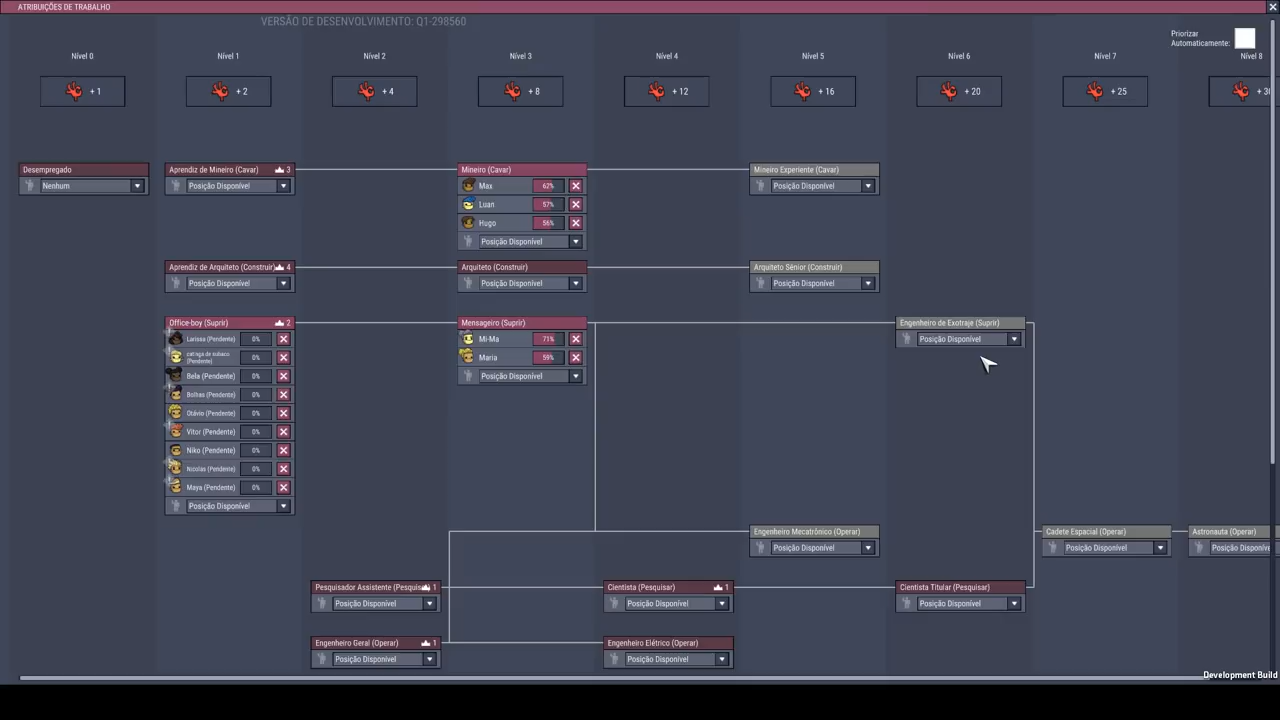 ATRIBUIÇÕES DE TRABALHO
VERSÃO DE DESENVOLVIMENTO: Q1-298560
Priorizar
Automaticamente:
Nível 0
Nível 1
Nível 2
Nível 3
Nível 4
Nível 5
Nível 6
Nível 7
Nível 8
+ 1
+ 2
+ 4
+ 8
+ 12
+ 16
+ 20
+ 25
+ 30
Desempregado
Nenhum
Aprendiz de Mineiro (Cavar) 3
Posição Disponível
Mineiro (Cavar)
Max 62%
Luan 57%
Hugo 56%
Posição Disponível
Mineiro Experiente (Cavar)
Posição Disponível
Aprendiz de Arquiteto (Construir) 4
Posição Disponível
Arquiteto (Construir)
Posição Disponível
Arquiteto Sênior (Construir)
Posição Disponível
Office-boy (Suprir) 2
Larissa (Pendente) 0%
catinga de subaco
(Pendente) 0%
Bela (Pendente) 0%
Bolhas (Pendente) 0%
Otávio (Pendente) 0%
Vitor (Pendente) 0%
Niko (Pendente) 0%
Nicolas (Pendente) 0%
Maya (Pendente) 0%
Posição Disponível
Mensageiro (Suprir)
Mi-Ma 71%
Maria 59%
Posição Disponível
Engenheiro de Exotraje (Suprir)
Posição Disponível
Engenheiro Mecatrônico (Operar)
Posição Disponível
Cadete Espacial (Operar)
Posição Disponível
Astronauta (Operar)
Posição Disponíve
Pesquisador Assistente (Pesquisar) 1
Posição Disponível
Cientista (Pesquisar) 1
Posição Disponível
Cientista Titular (Pesquisar)
Posição Disponível
Engenheiro Geral (Operar) 1
Posição Disponível
Engenheiro Elétrico (Operar)
Posição Disponível
Development Build